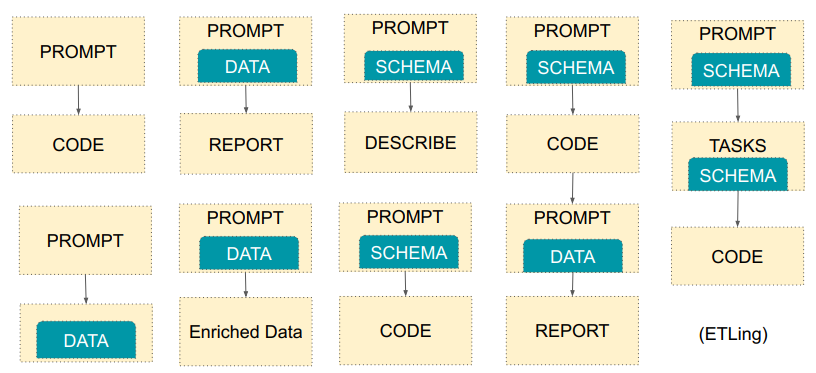 PROMPT
CODE
PROMPT
DATA
PROMPT
DATA
REPORT
PROMPT
DATA
Enriched Data
PROMPT
SCHEMA
DESCRIBE
PROMPT
SCHEMA
CODE
PROMPT
SCHEMA
CODE
PROMPT
DATA
REPORT
PROMPT
SCHEMA
TASKS
SCHEMA
CODE
(ETLing)